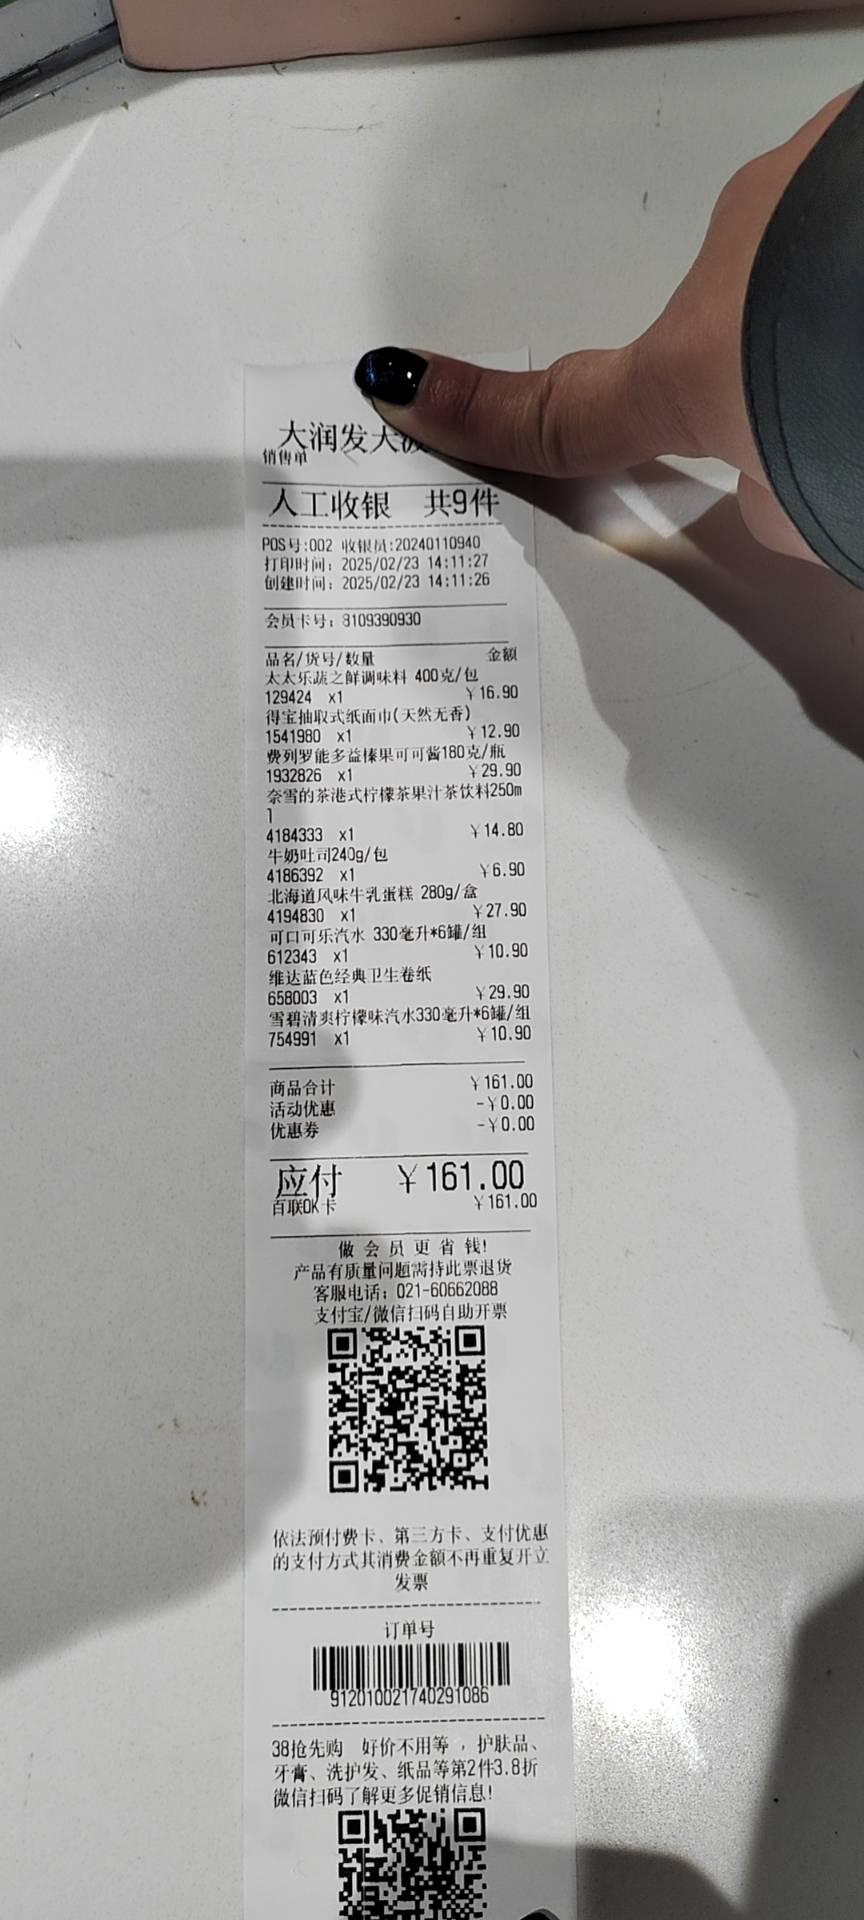 大润发大
销售单
人工收银 共9件
POS号:002 收银员:20240110940
打印时间: 2025/02/23 14:11:27
创建时间: 2025/02/23 14:11:26
会员卡号: 8109390930
品名/货号/数量 金额
太太乐蔬之鲜调味料 400克/包
129424 x1 ￥16.90
得宝抽取式纸面巾(天然无香)
1541980 x1 ￥12.90
费列罗能多益榛果可可酱180克/瓶
1932826 x1 ￥29.90
奈雪的茶港式柠檬茶果汁茶饮料250m
l
4184333 x1 ￥14.80
牛奶吐司240g/包
4186392 x1 ￥6.90
北海道风味牛乳蛋糕 280g/盒
4194830 x1 ￥27.90
可口可乐汽水 330毫升*6罐/组
612343 x1 ￥10.90
维达蓝色经典卫生卷纸
658003 x1 ￥29.90
雪碧清爽柠檬味汽水330毫升*6罐/组
754991 x1 ￥10.90
商品合计 ￥161.00
活动优惠 -￥0.00
优惠券 -￥0.00
应付 ￥161.00
百联OK卡 ￥161.00
做会员更省钱!
产品有质量问题需持此票退货
客服电话: 021-60662088
支付宝/微信扫码自助开票
依法预付费卡、第三方卡、支付优惠
的支付方式其消费金额不再重复开立
发票
订单号
912010021740291086
38抢先购 好价不用等，护肤品、
牙膏、洗护发、纸品等第2件3.8折
微信扫码了解更多促销信息!